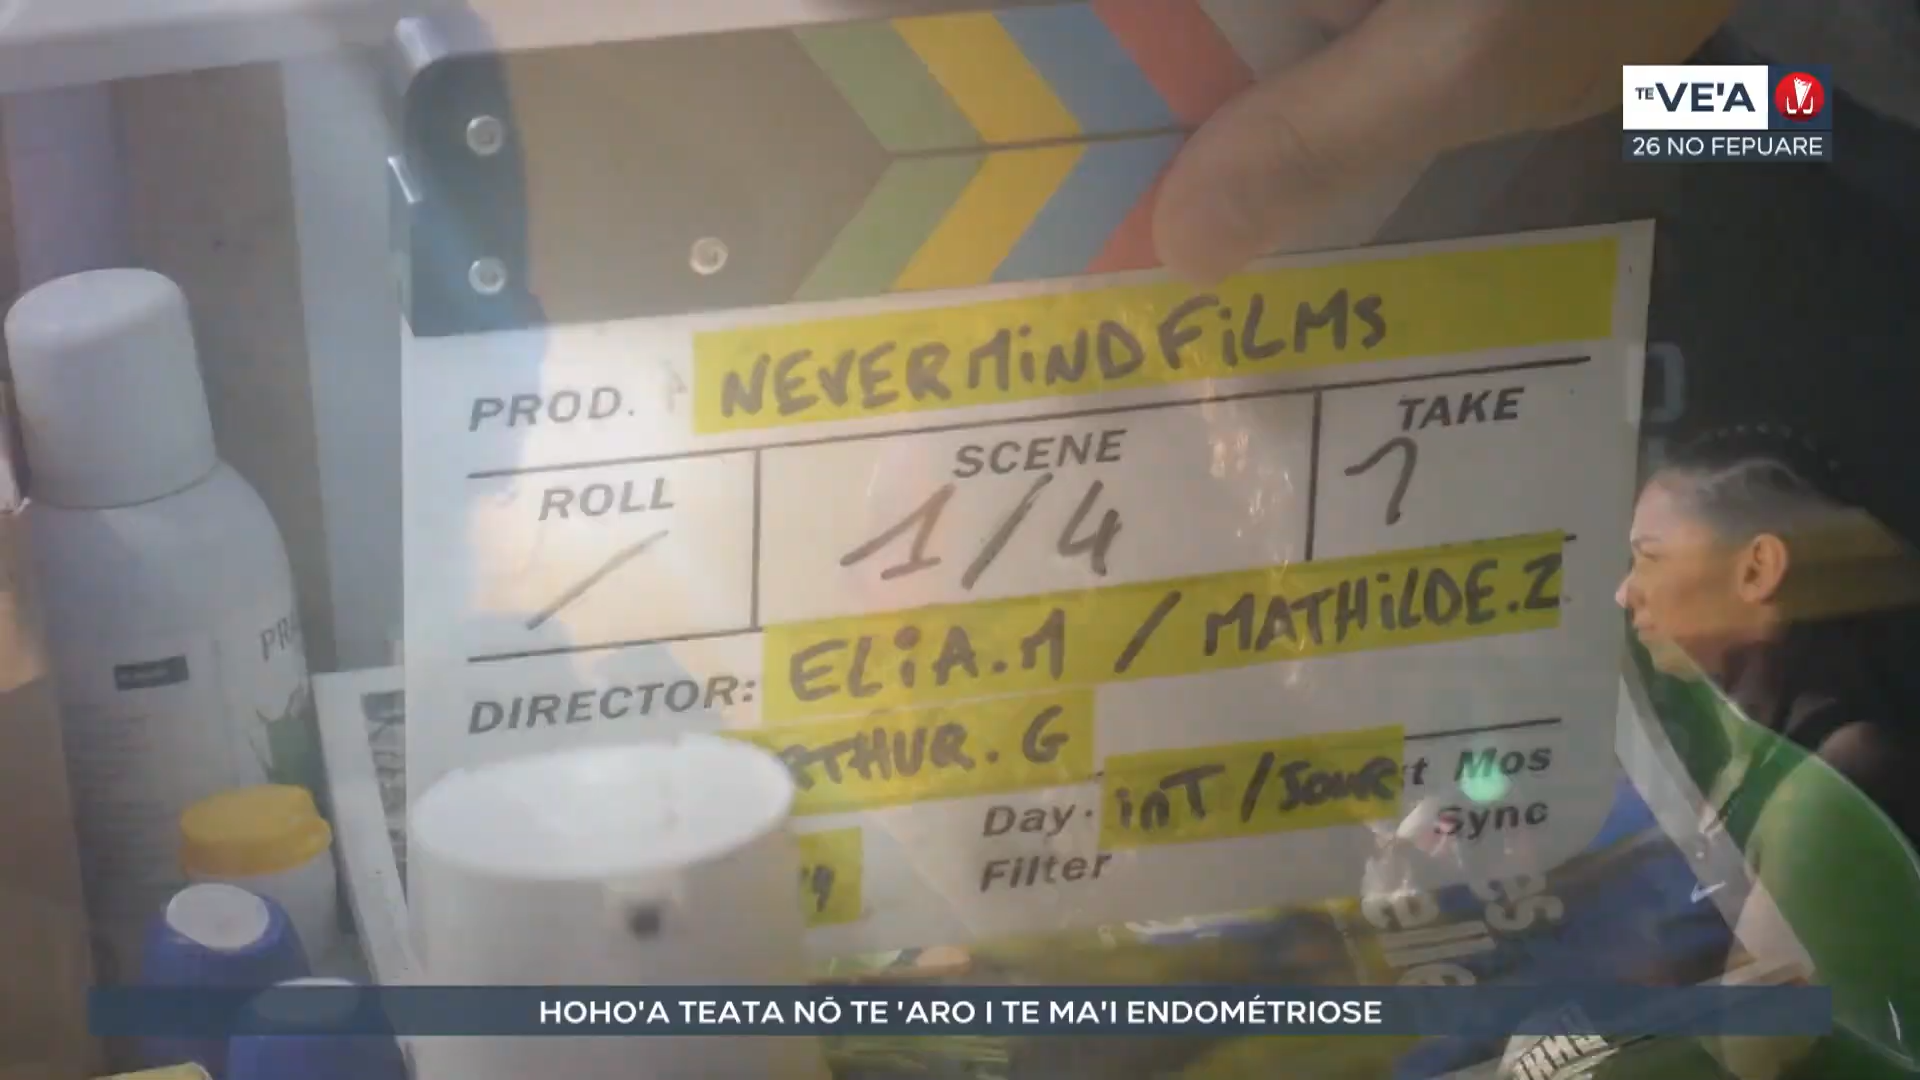 TE VE'A
26 NO FEPUARE
PROD. NEVERMIND FILMS
ROLL
SCENE
TAKE
/
1/4
1
DIRECTOR: ELIA.M / MATHILDE.Z
ARTHUR.G
Day
INT / JOUR
Mos
Filter
Sync
HOHO'A TEATA NŌ TE 'ARO I TE MA'I ENDOMÉTRIOSE